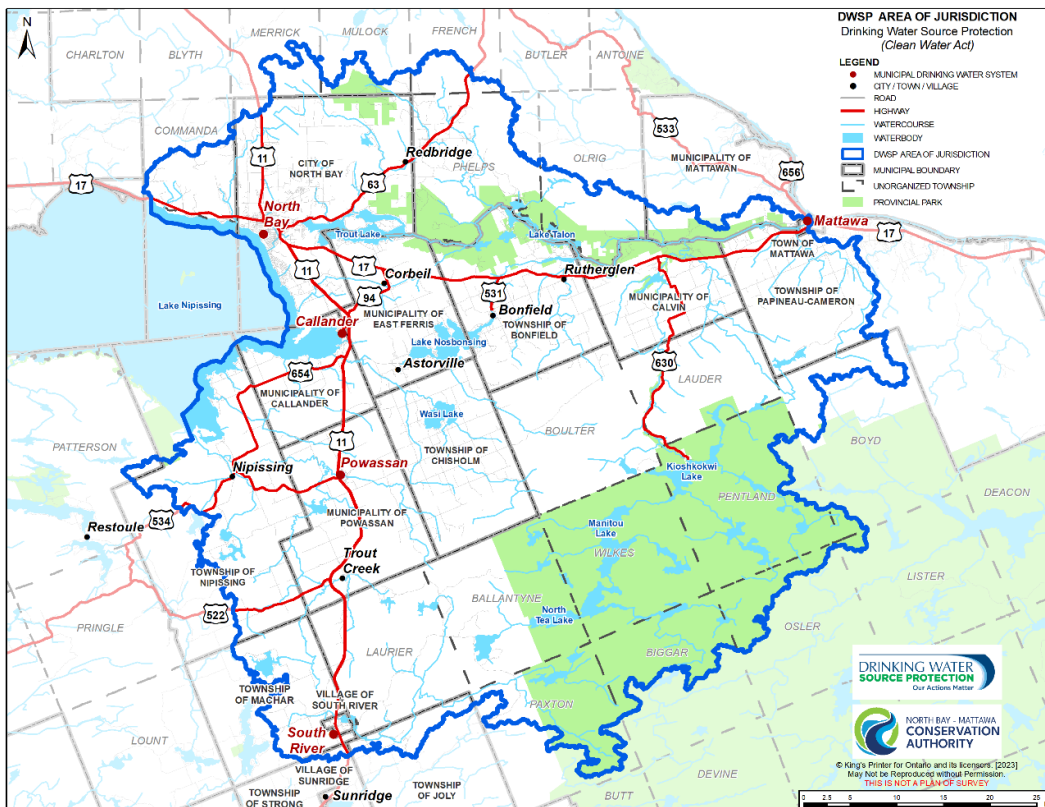 N
DWSP AREA OF JURISDICTION
Drinking Water Source Protection
(Clean Water Act)
LEGEND
MUNICIPAL DRINKING WATER SYSTEM
CITY / TOWN / VILLAGE
ROAD
HIGHWAY
WATERCOURSE
WATERBODY
DWSP AREA OF JURISDICTION
MUNICIPAL BOUNDARY
UNORGANIZED TOWNSHIP
PROVINCIAL PARK
CHARLTON
BLYTH
MERRICK
MULOCK
FRENCH
BUTLER
ANTOINE
COMMANDA
11
CITY OF
NORTH BAY
Redbridge
63
PHELPS
OLRIG
533
MUNICIPALITY OF
MATTAWAN
656
17
North
Bay
Trout Lake
Lake Talon
Mattawa
17
TOWN OF
MATTAWA
11
17
Corbeil
94
Rutherglen
531
Bonfield
TOWNSHIP OF
BONFIELD
MUNICIPALITY OF
CALVIN
TOWNSHIP OF
PAPINEAU-CAMERON
Lake Nipissing
Callander
MUNICIPALITY OF
EAST FERRIS
Lake Nosbonsing
Astorville
654
MUNICIPALITY OF
CALLANDER
630
LAUDER
Wasi Lake
BOULTER
PATTERSON
11
TOWNSHIP OF
CHISHOLM
BOYD
Nipissing
Powassan
Kioshkokwi
Lake
PENTLAND
DEACON
Restoule
534
MUNICIPALITY OF
POWASSAN
Manitou
Lake
WILKES
TOWNSHIP OF
NIPISSING
Trout
Creek
LISTER
522
BALLANTYNE
North
Tea Lake
OSLER
PRINGLE
LAURIER
BIGGAR
TOWNSHIP
OF MACHAR
VILLAGE OF
SOUTH RIVER
PAXTON
LOUNT
South
River
VILLAGE OF
SUNRIDGE
TOWNSHIP
OF STRONG
Sunridge
TOWNSHIP
OF JOLY
BUTT
DEVINE
DRINKING WATER
SOURCE PROTECTION
Our Actions Matter
NORTH BAY - MATTAWA
CONSERVATION
AUTHORITY
© King's Printer for Ontario and its licensors. [2023]
May Not be Reproduced without Permission.
THIS IS NOT A PLAN OF SURVEY
0 2.5 5 10 15 20 25